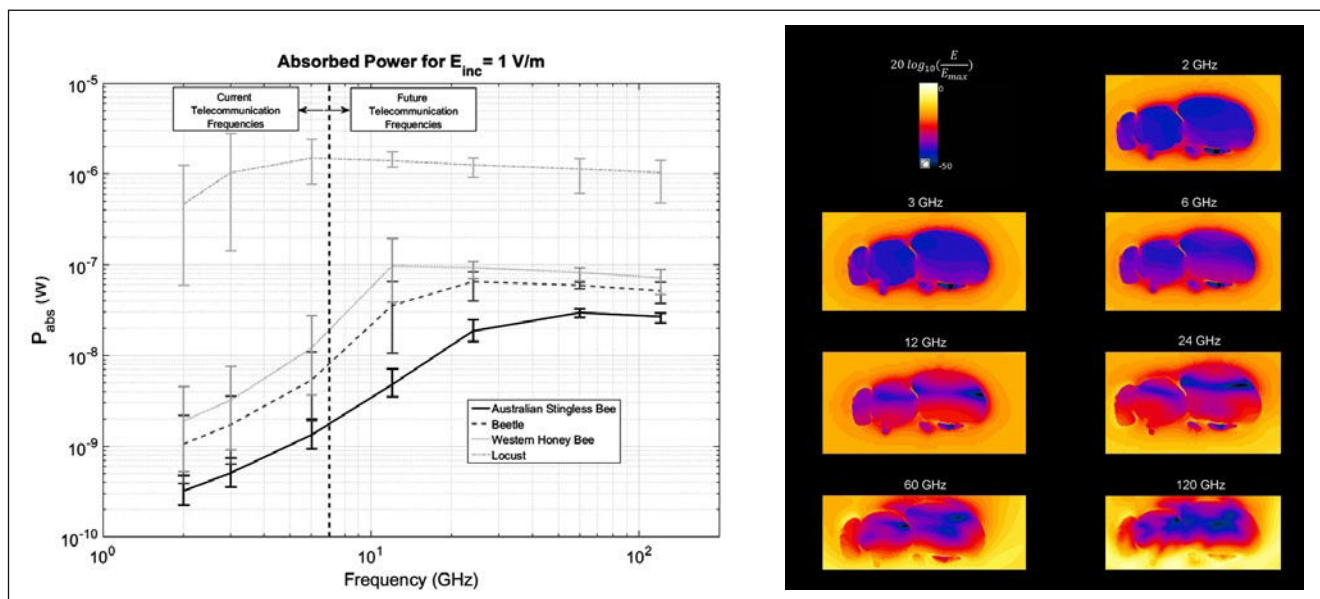 Absorbed Power for E_inc = 1 V/m
Current
Telecommunication
Frequencies
Future
Telecommunication
Frequencies
10^-5
10^-6
10^-7
10^-8
10^-9
10^-10
P_abs (W)
Australian Stingless Bee
Beetle
Western Honey Bee
Locust
10^0
10^1
10^2
Frequency (GHz)
20 log_10(E/E_max)
0
-50
2 GHz
3 GHz
6 GHz
12 GHz
24 GHz
60 GHz
120 GHz